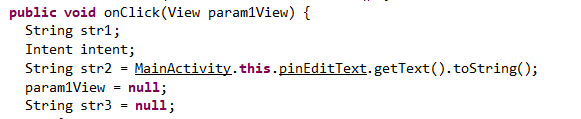 public void onClick(View param1View) {
String str1;
Intent intent;
String str2 = MainActivity.this.pinEditText.getText().toString();
param1View = null;
String str3 = null;